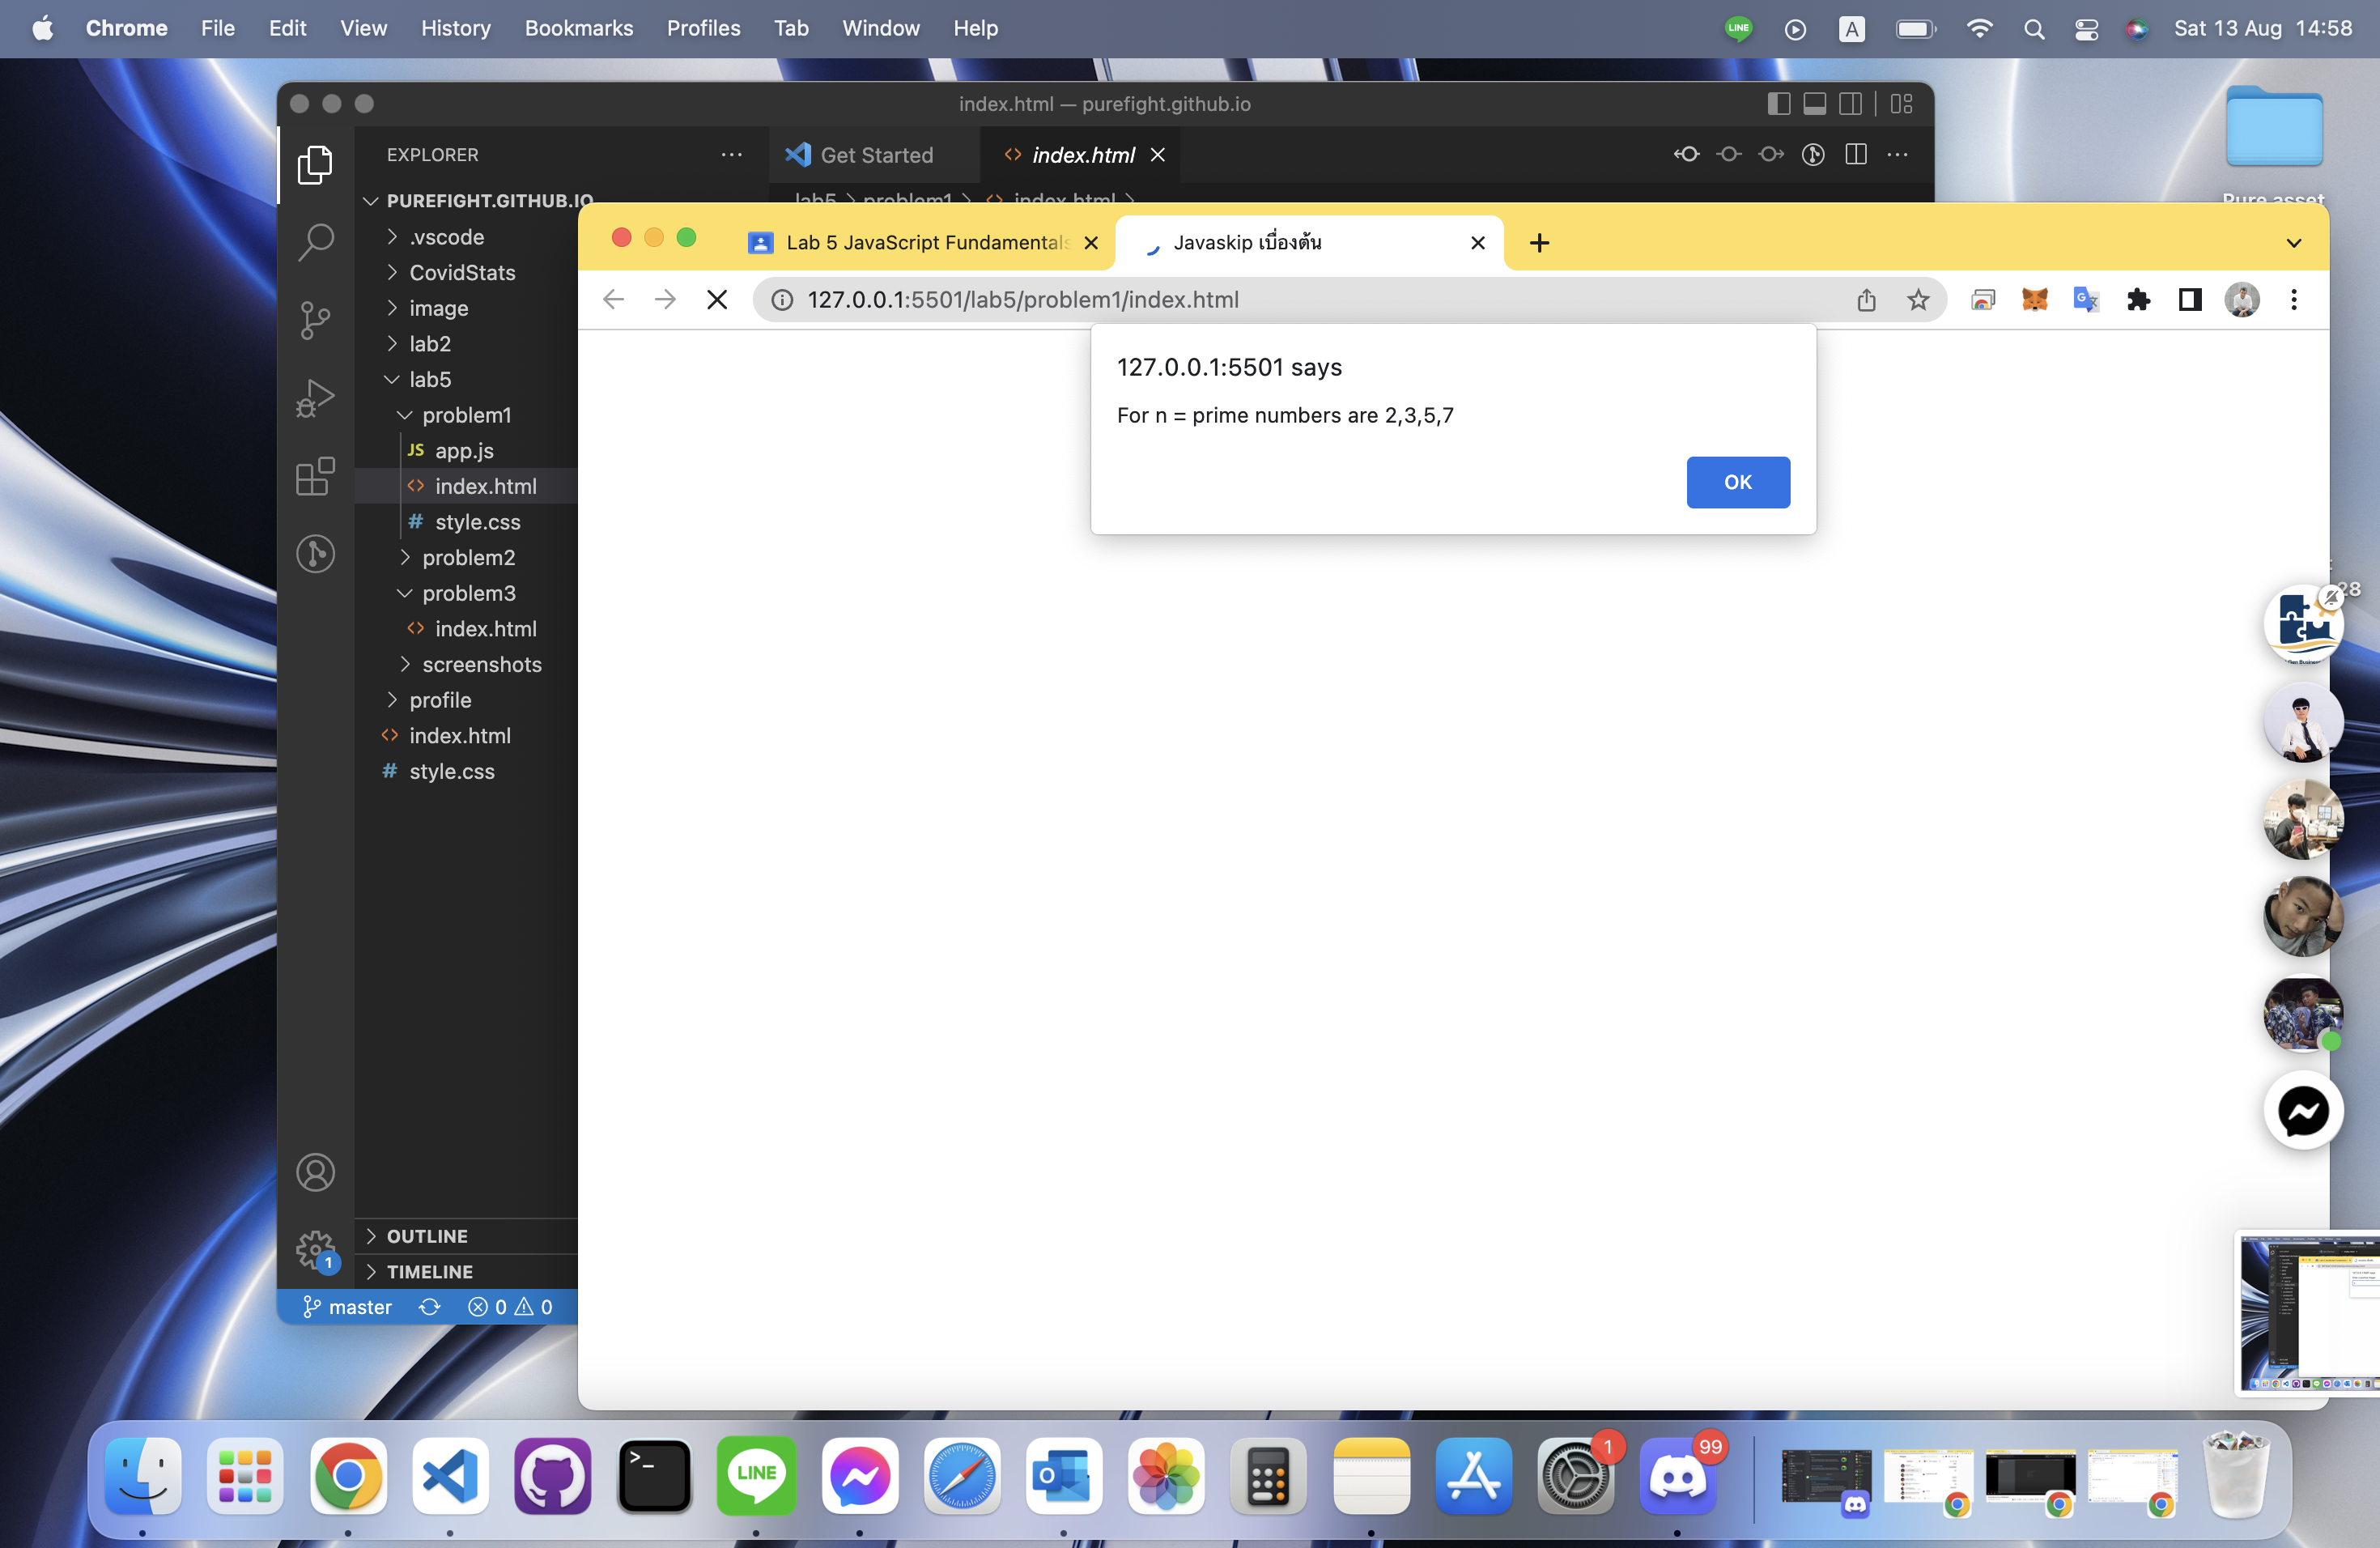 Chrome File Edit View History Bookmarks Profiles Tab Window Help
LINE A Sat 13 Aug 14:58
index.html — purefight.github.io
EXPLORER
Get Started
index.html
lab5 > problem1 > index.html >
PUREFIGHT.GITHUB.IO
.vscode
CovidStats
image
lab2
lab5
problem1
JS app.js
index.html
# style.css
problem2
problem3
index.html
screenshots
profile
index.html
# style.css
OUTLINE
TIMELINE
1
master 0 0
Pure asset
Lab 5 JavaScript Fundamentals
Javaskip เบื่องต้น
127.0.0.1:5501/lab5/problem1/index.html
127.0.0.1:5501 says
For n = prime numbers are 2,3,5,7
OK
28
LINE
1
99